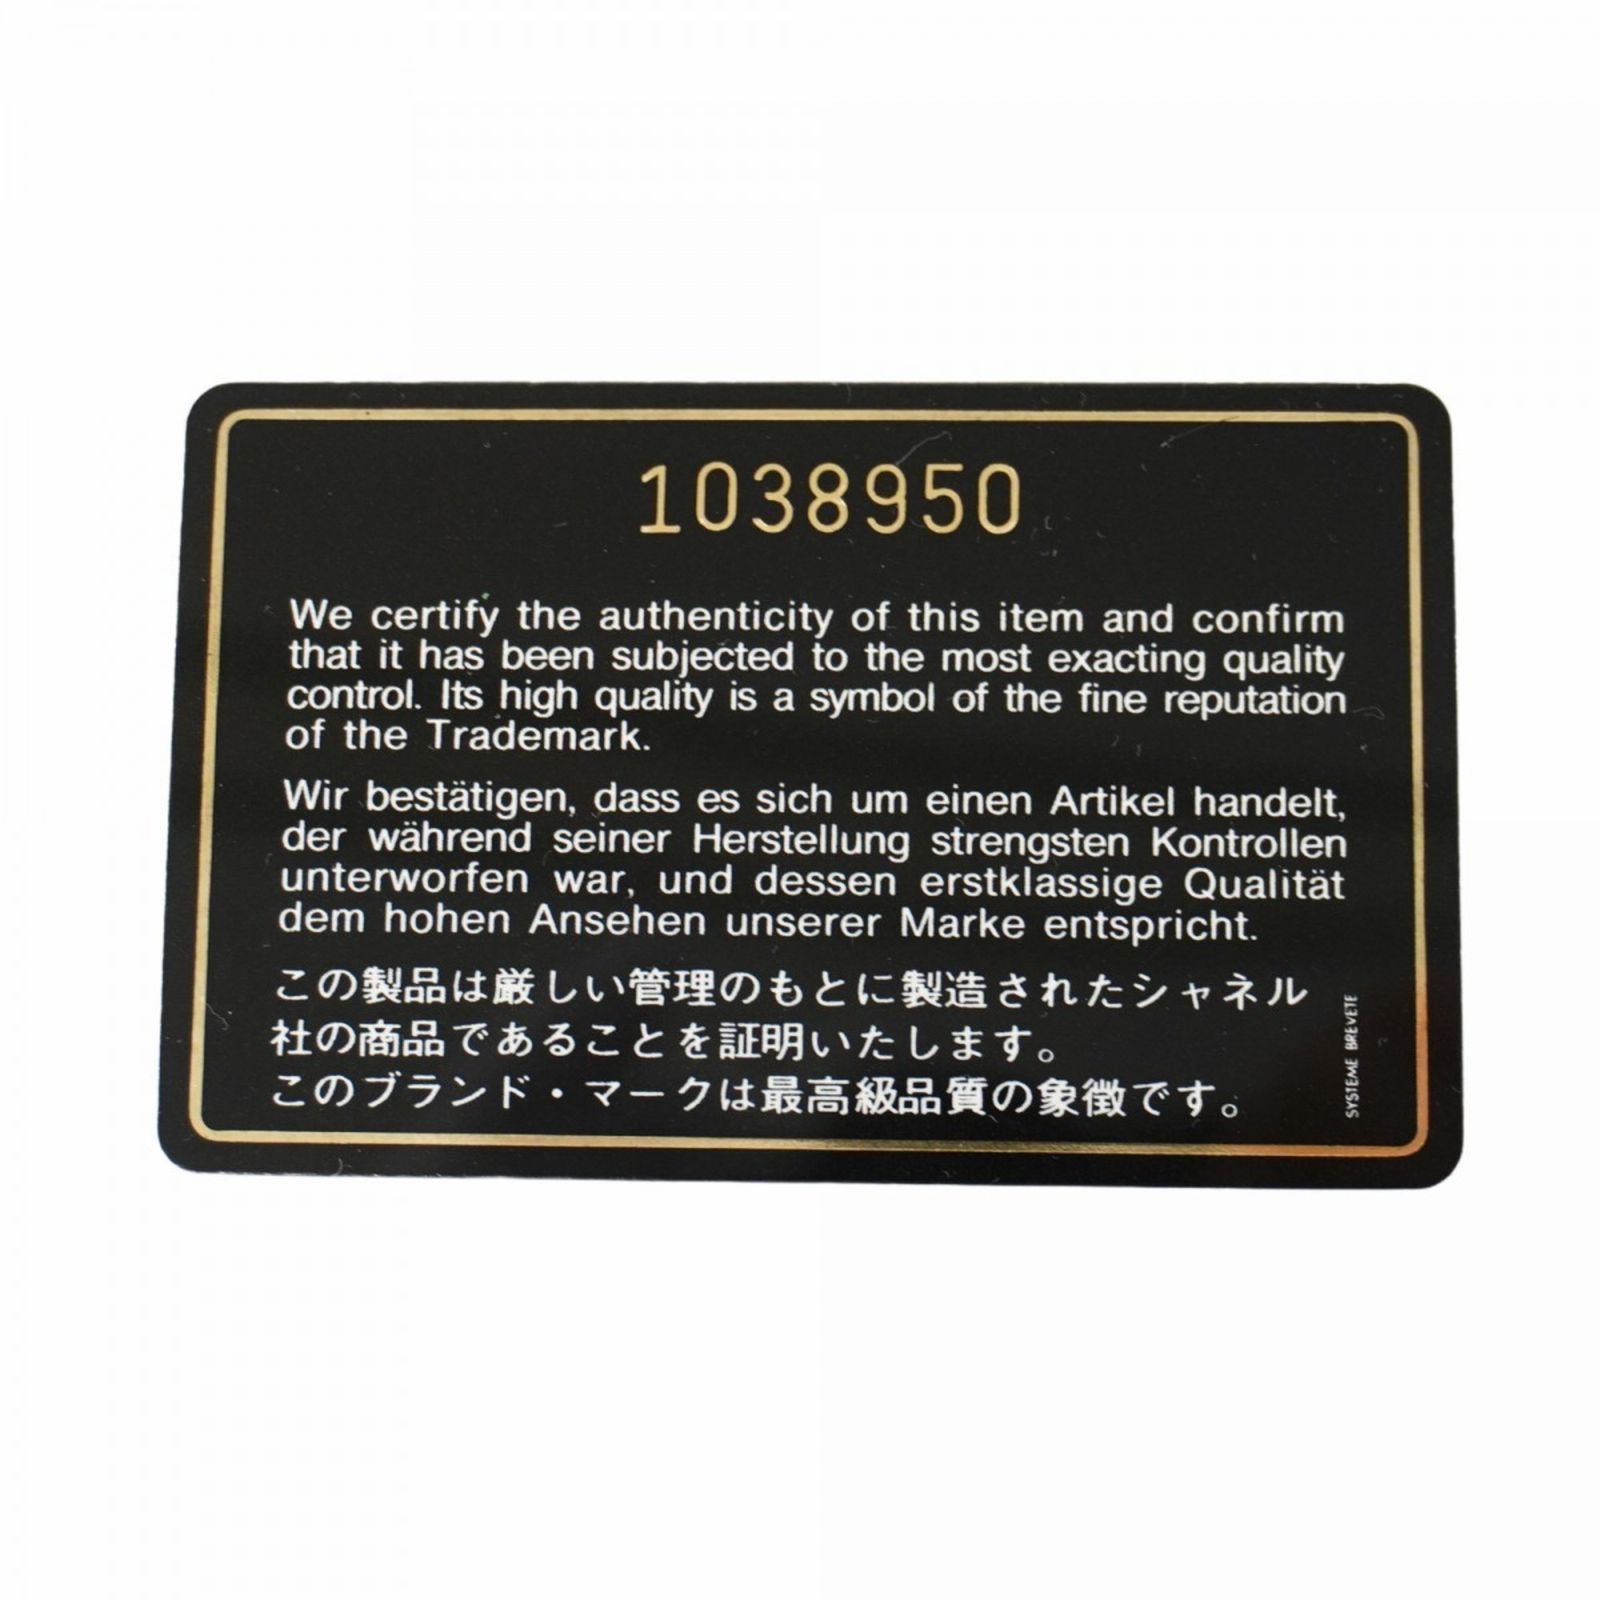 1038950
We certify the authenticity of this item and confirm
that it has been subjected to the most exacting quality
control. Its high quality is a symbol of the fine reputation
of the Trademark.
Wir bestätigen, dass es sich um einen Artikel handelt,
der während seiner Herstellung strengsten Kontrollen
unterworfen war, und dessen erstklassige Qualität
dem hohen Ansehen unserer Marke entspricht.
この製品は厳しい管理のもとに製造されたシャネル
社の商品であることを証明いたします。
このブランド・マークは最高級品質の象徴です。
SYSTEME BREVETE